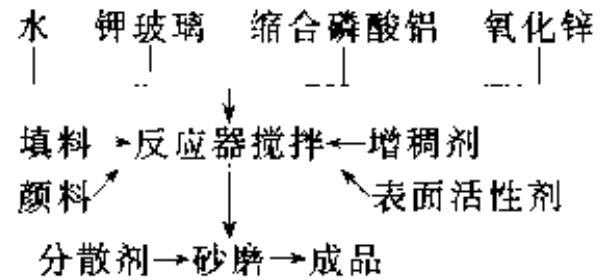 水 钾玻璃 缩合磷酸铝 氧化锌
填料 反应器搅拌 增稠剂
颜料 表面活性剂
分散剂 砂磨 成品